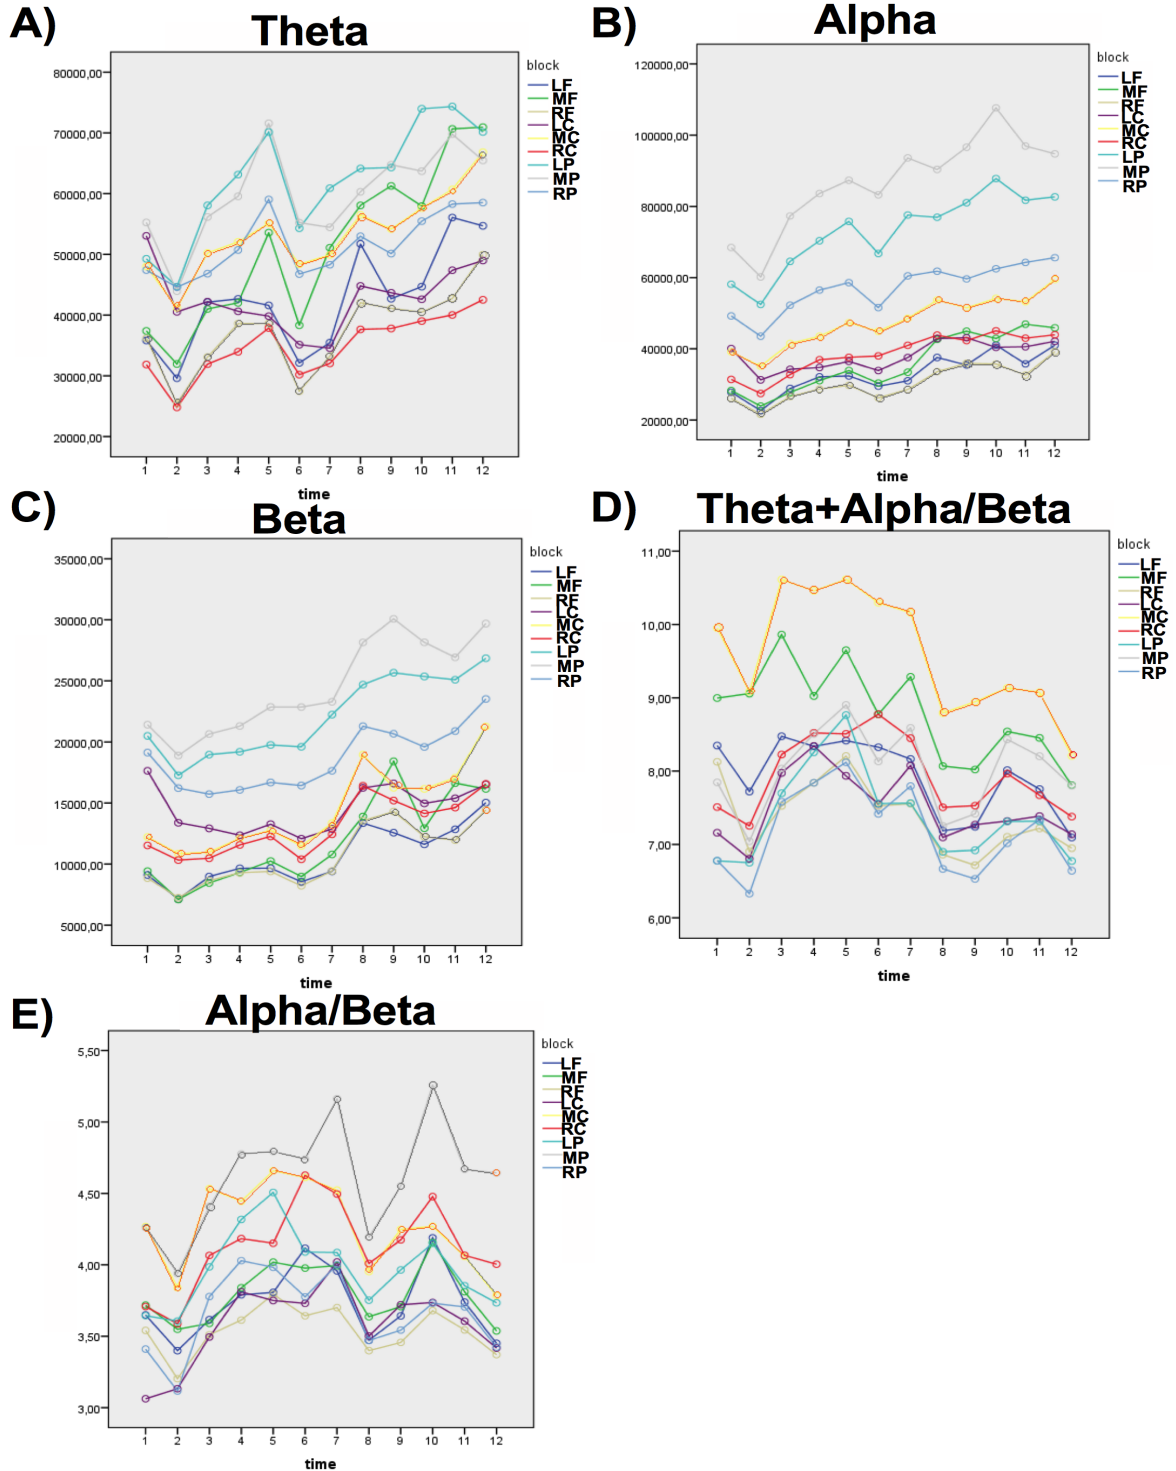 A)
Theta
80000,00
70000,00
60000,00
50000,00
40000,00
30000,00
20000,00
1 2 3 4 5 6 7 8 9 10 11 12
time
block
LF
MF
RF
LC
MC
RC
LP
MP
RP
B)
Alpha
120000,00
100000,00
80000,00
60000,00
40000,00
20000,00
1 2 3 4 5 6 7 8 9 10 11 12
time
block
LF
MF
RF
LC
MC
RC
LP
MP
RP
C)
Beta
35000,00
30000,00
25000,00
20000,00
15000,00
10000,00
5000,00
1 2 3 4 5 6 7 8 9 10 11 12
time
block
LF
MF
RF
LC
MC
RC
LP
MP
RP
D)
Theta+Alpha/Beta
11,00
10,00
9,00
8,00
7,00
6,00
1 2 3 4 5 6 7 8 9 10 11 12
time
block
LF
MF
RF
LC
MC
RC
LP
MP
RP
E)
Alpha/Beta
5,50
5,00
4,50
4,00
3,50
3,00
1 2 3 4 5 6 7 8 9 10 11 12
time
block
LF
MF
RF
LC
MC
RC
LP
MP
RP